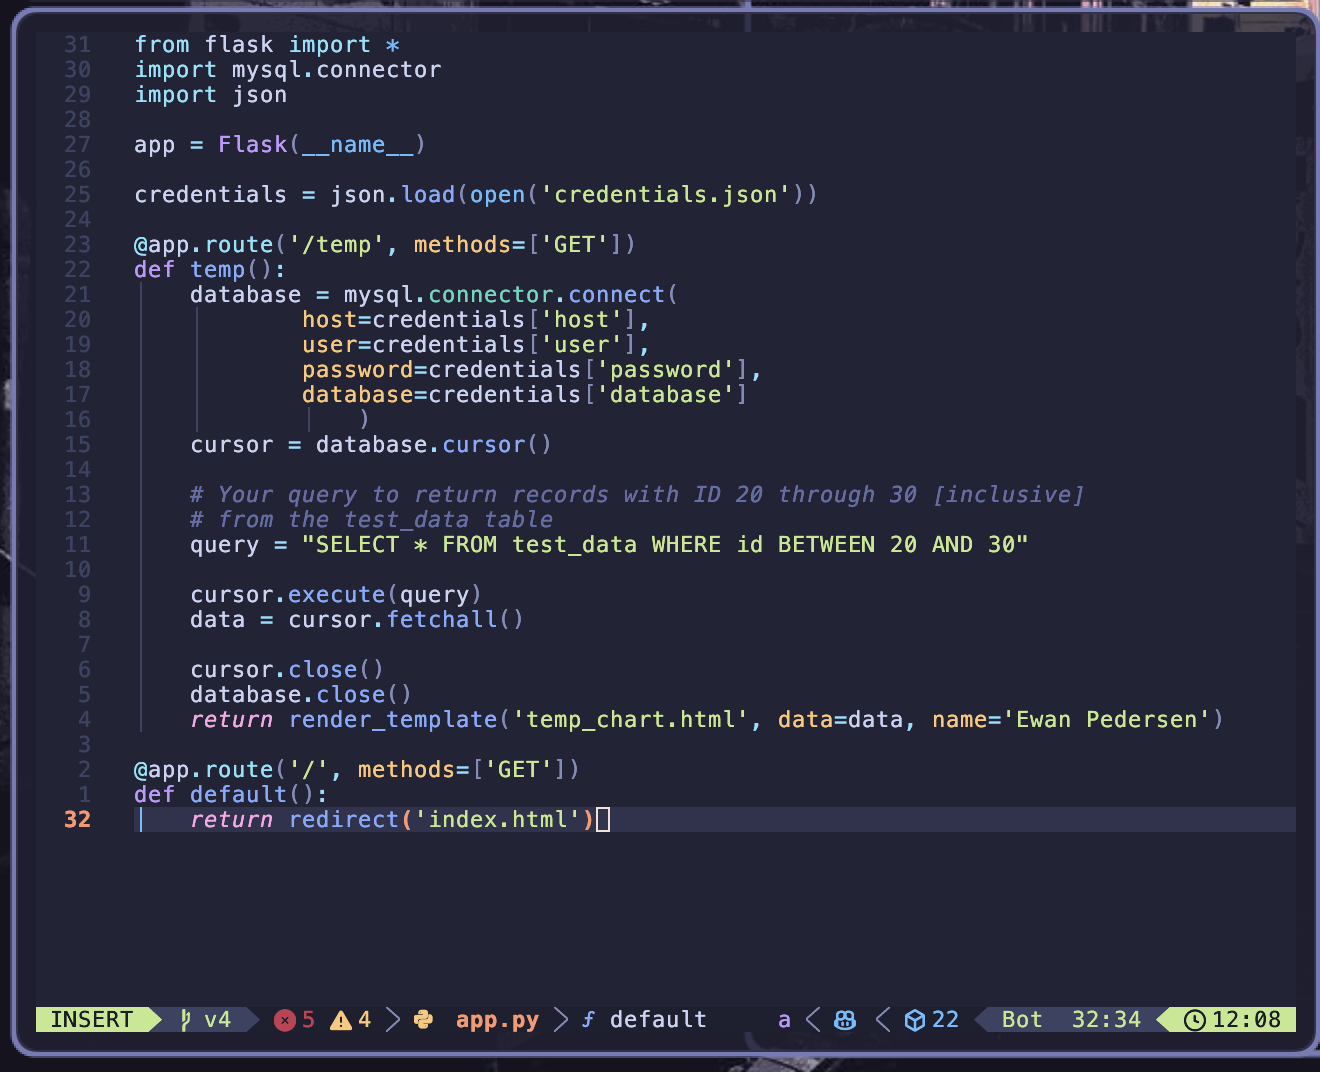 31 from flask import *
30 import mysql.connector
29 import json
28
27 app = Flask(__name__)
26
25 credentials = json.load(open('credentials.json'))
24
23 @app.route('/temp', methods=['GET'])
22 def temp():
21     database = mysql.connector.connect(
20             host=credentials['host'],
19             user=credentials['user'],
18             password=credentials['password'],
17             database=credentials['database']
16                 )
15     cursor = database.cursor()
14
13     # Your query to return records with ID 20 through 30 [inclusive]
12     # from the test_data table
11     query = "SELECT * FROM test_data WHERE id BETWEEN 20 AND 30"
10
9     cursor.execute(query)
8     data = cursor.fetchall()
7
6     cursor.close()
5     database.close()
4     return render_template('temp_chart.html', data=data, name='Ewan Pedersen')
3
2 @app.route('/', methods=['GET'])
1 def default():
32     return redirect('index.html')
INSERT v4 5 4 app.py ƒ default a 22 Bot 32:34 12:08